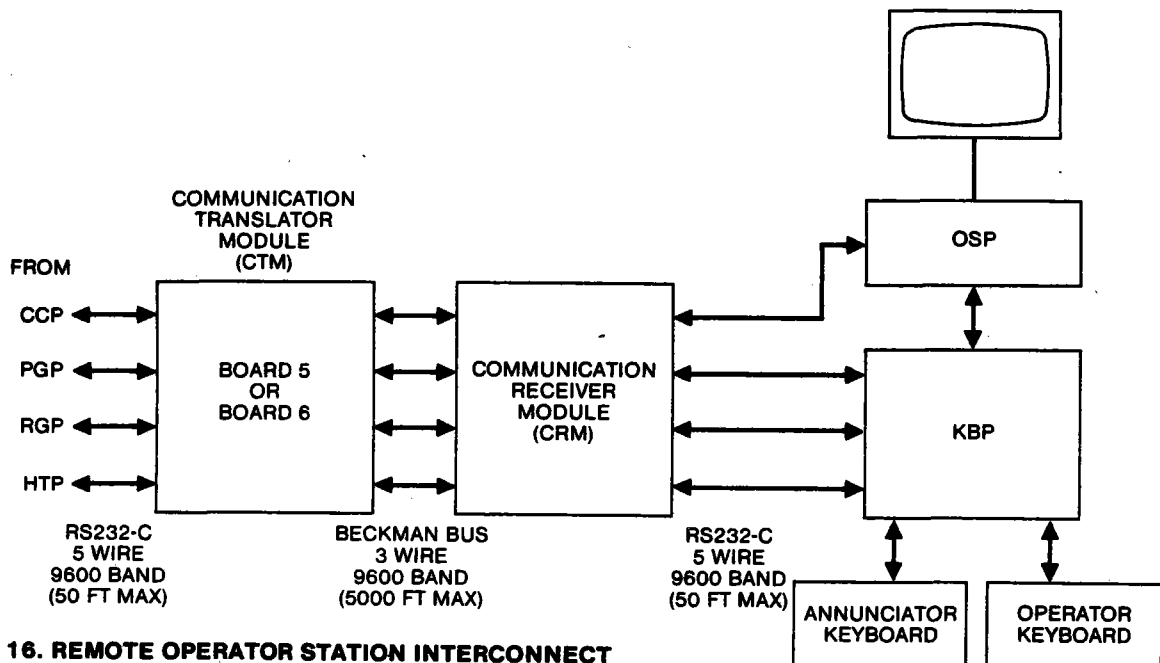 COMMUNICATION
TRANSLATOR
MODULE
(CTM)
FROM
CCP
PGP
RGP
HTP
BOARD 5
OR
BOARD 6
COMMUNICATION
RECEIVER
MODULE
(CRM)
OSP
KBP
RS232-C
5 WIRE
9600 BAND
(50 FT MAX)
BECKMAN BUS
3 WIRE
9600 BAND
(5000 FT MAX)
RS232-C
5 WIRE
9600 BAND
(50 FT MAX)
ANNUNCIATOR
KEYBOARD
OPERATOR
KEYBOARD
16. REMOTE OPERATOR STATION INTERCONNECT